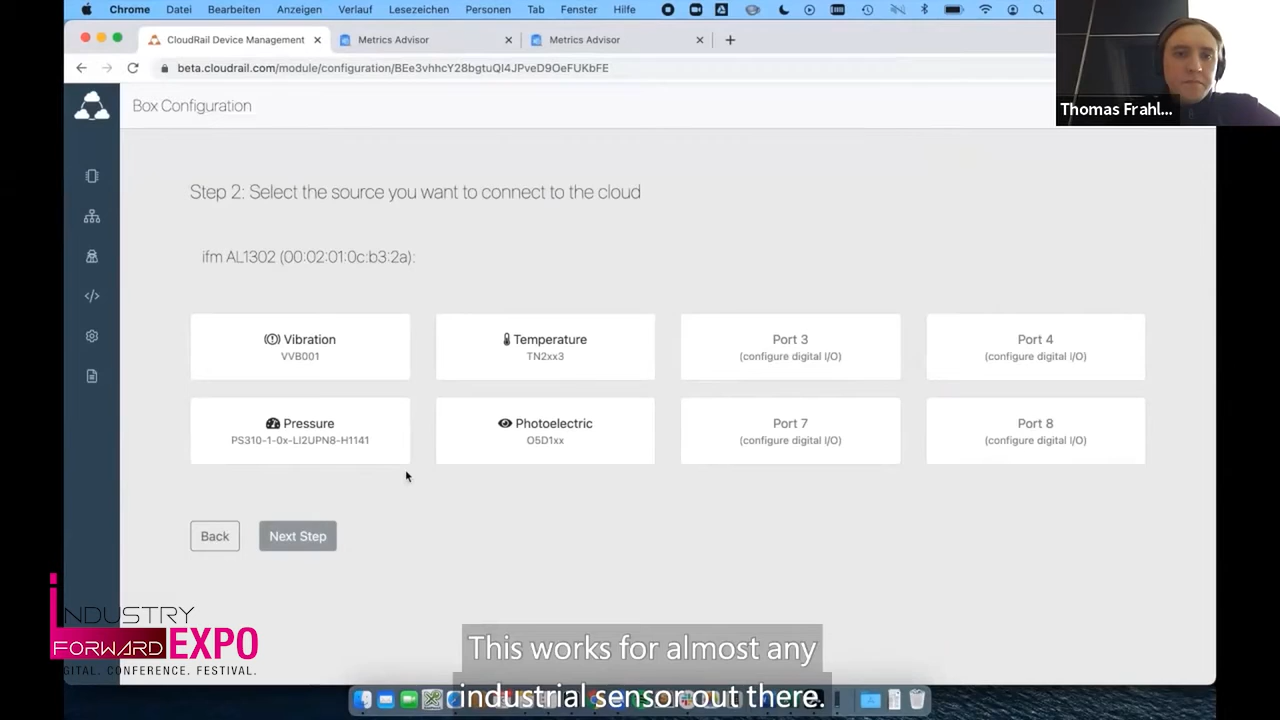 Chrome Datei Bearbeiten Anzeigen Verlauf Lesezeichen Personen Tab Fenster Hilfe
CloudRail Device Management Metrics Advisor Metrics Advisor
beta.cloudrail.com/module/configuration/BEe3vhhcY28bgtuQI4JPveD9OeFUKbFE
Thomas Frahl...
Box Configuration
Step 2: Select the source you want to connect to the cloud
ifm AL1302 (00:02:01:0c:b3:2a):
Vibration
VVB001
Temperature
TN2xx3
Port 3
(configure digital I/O)
Port 4
(configure digital I/O)
Pressure
PS310-1-0x-LI2UPN8-H1141
Photoelectric
O5D1xx
Port 7
(configure digital I/O)
Port 8
(configure digital I/O)
Back Next Step
INDUSTRY
FORWARD EXPO
DIGITAL. CONFERENCE. FESTIVAL.
This works for almost any
industrial sensor out there.